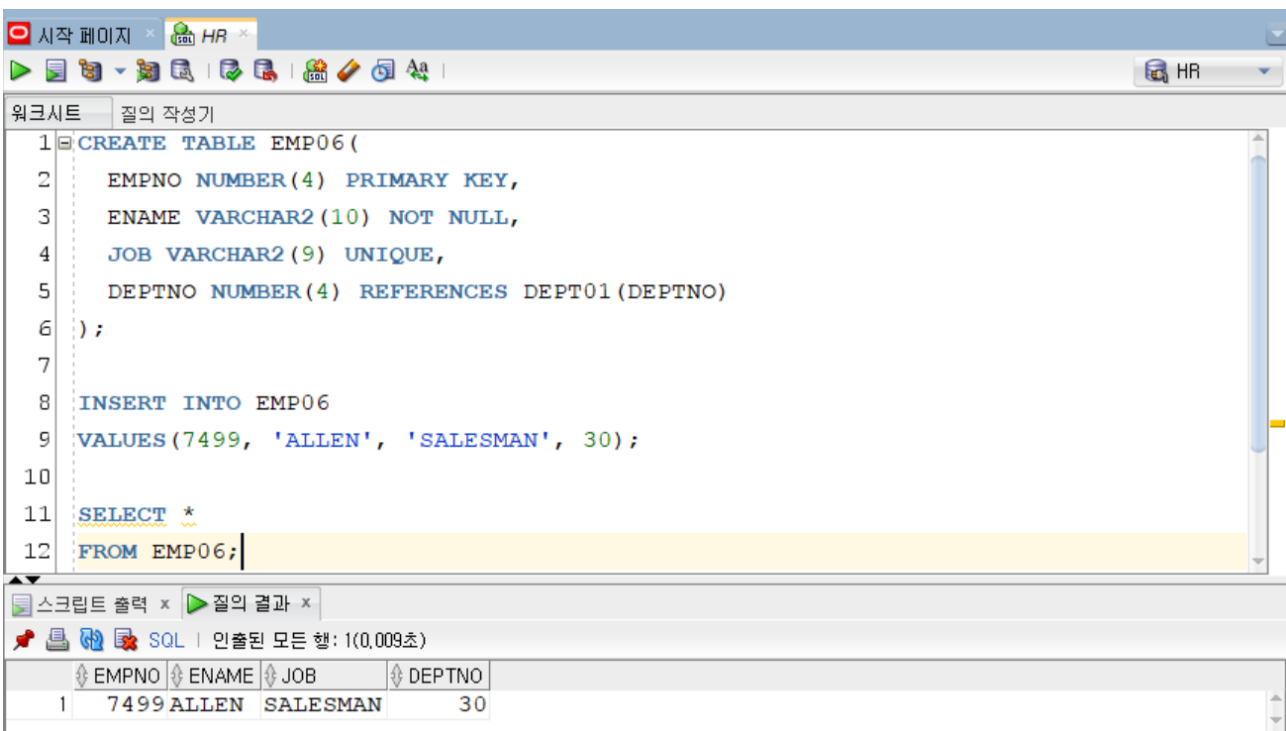 시작 페이지 HR
HR
워크시트 질의 작성기
1 CREATE TABLE EMP06(
2 EMPNO NUMBER(4) PRIMARY KEY,
3 ENAME VARCHAR2(10) NOT NULL,
4 JOB VARCHAR2(9) UNIQUE,
5 DEPTNO NUMBER(4) REFERENCES DEPT01(DEPTNO)
6 );
7
8 INSERT INTO EMP06
9 VALUES(7499, 'ALLEN', 'SALESMAN', 30);
10
11 SELECT *
12 FROM EMP06;
스크립트 출력 x 질의 결과 x
SQL | 인출된 모든 행: 1(0,009초)
EMPNO ENAME JOB DEPTNO
1 7499 ALLEN SALESMAN 30